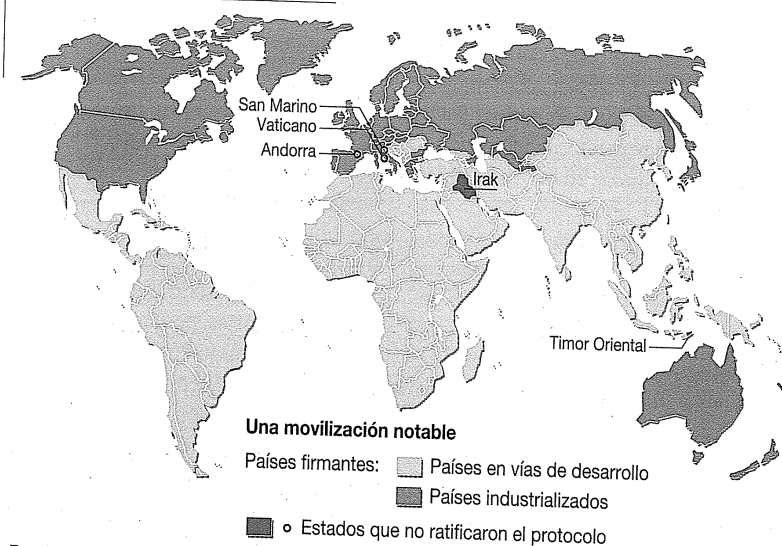 San Marino
Vaticano
Andorra
Irak
Timor Oriental
Una movilización notable
Países firmantes:
Países en vías de desarrollo
Países industrializados
Estados que no ratificaron el protocolo